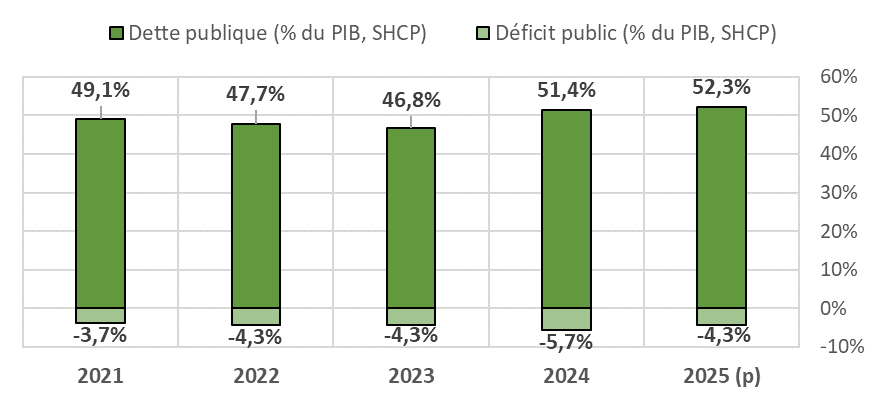 Dette publique (% du PIB, SHCP) Déficit public (% du PIB, SHCP)
49,1% 47,7% 46,8% 51,4% 52,3%
60%
50%
40%
30%
20%
10%
0%
-10%
-3,7% -4,3% -4,3% -5,7% -4,3%
2021 2022 2023 2024 2025 (p)